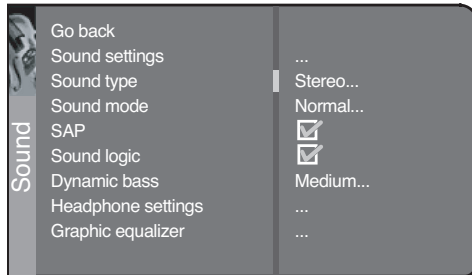 Go back
Sound settings ...
Sound type Stereo...
Sound mode Normal...
SAP
Sound logic
Dynamic bass Medium...
Headphone settings ...
Graphic equalizer ...
Sound